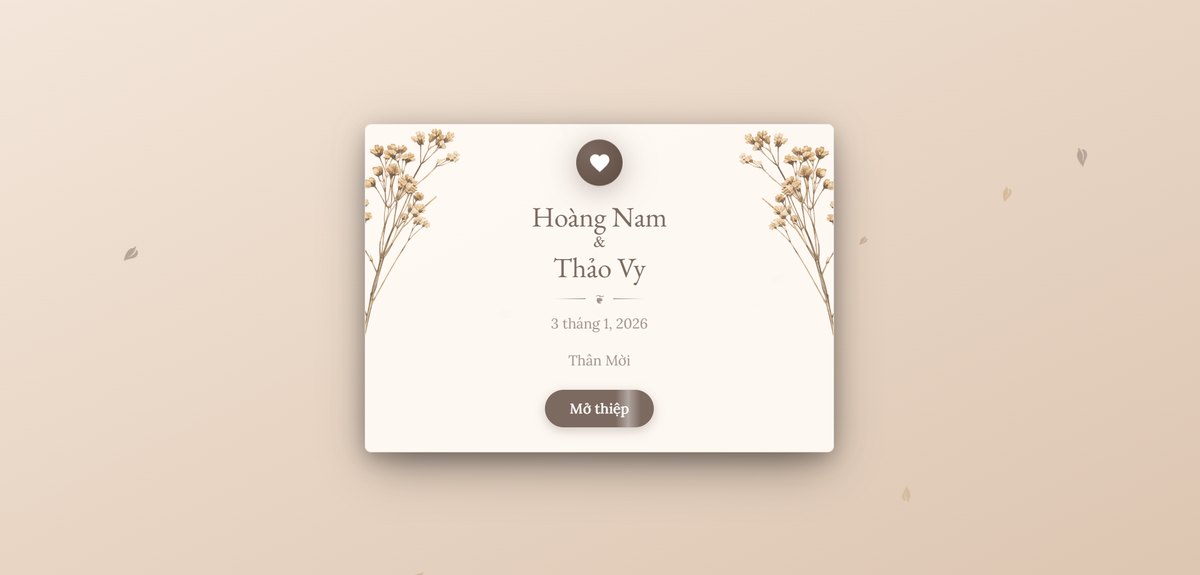 Hoàng Nam
&
Thảo Vy
3 tháng 1, 2026
Thân Mời
Mở thiệp